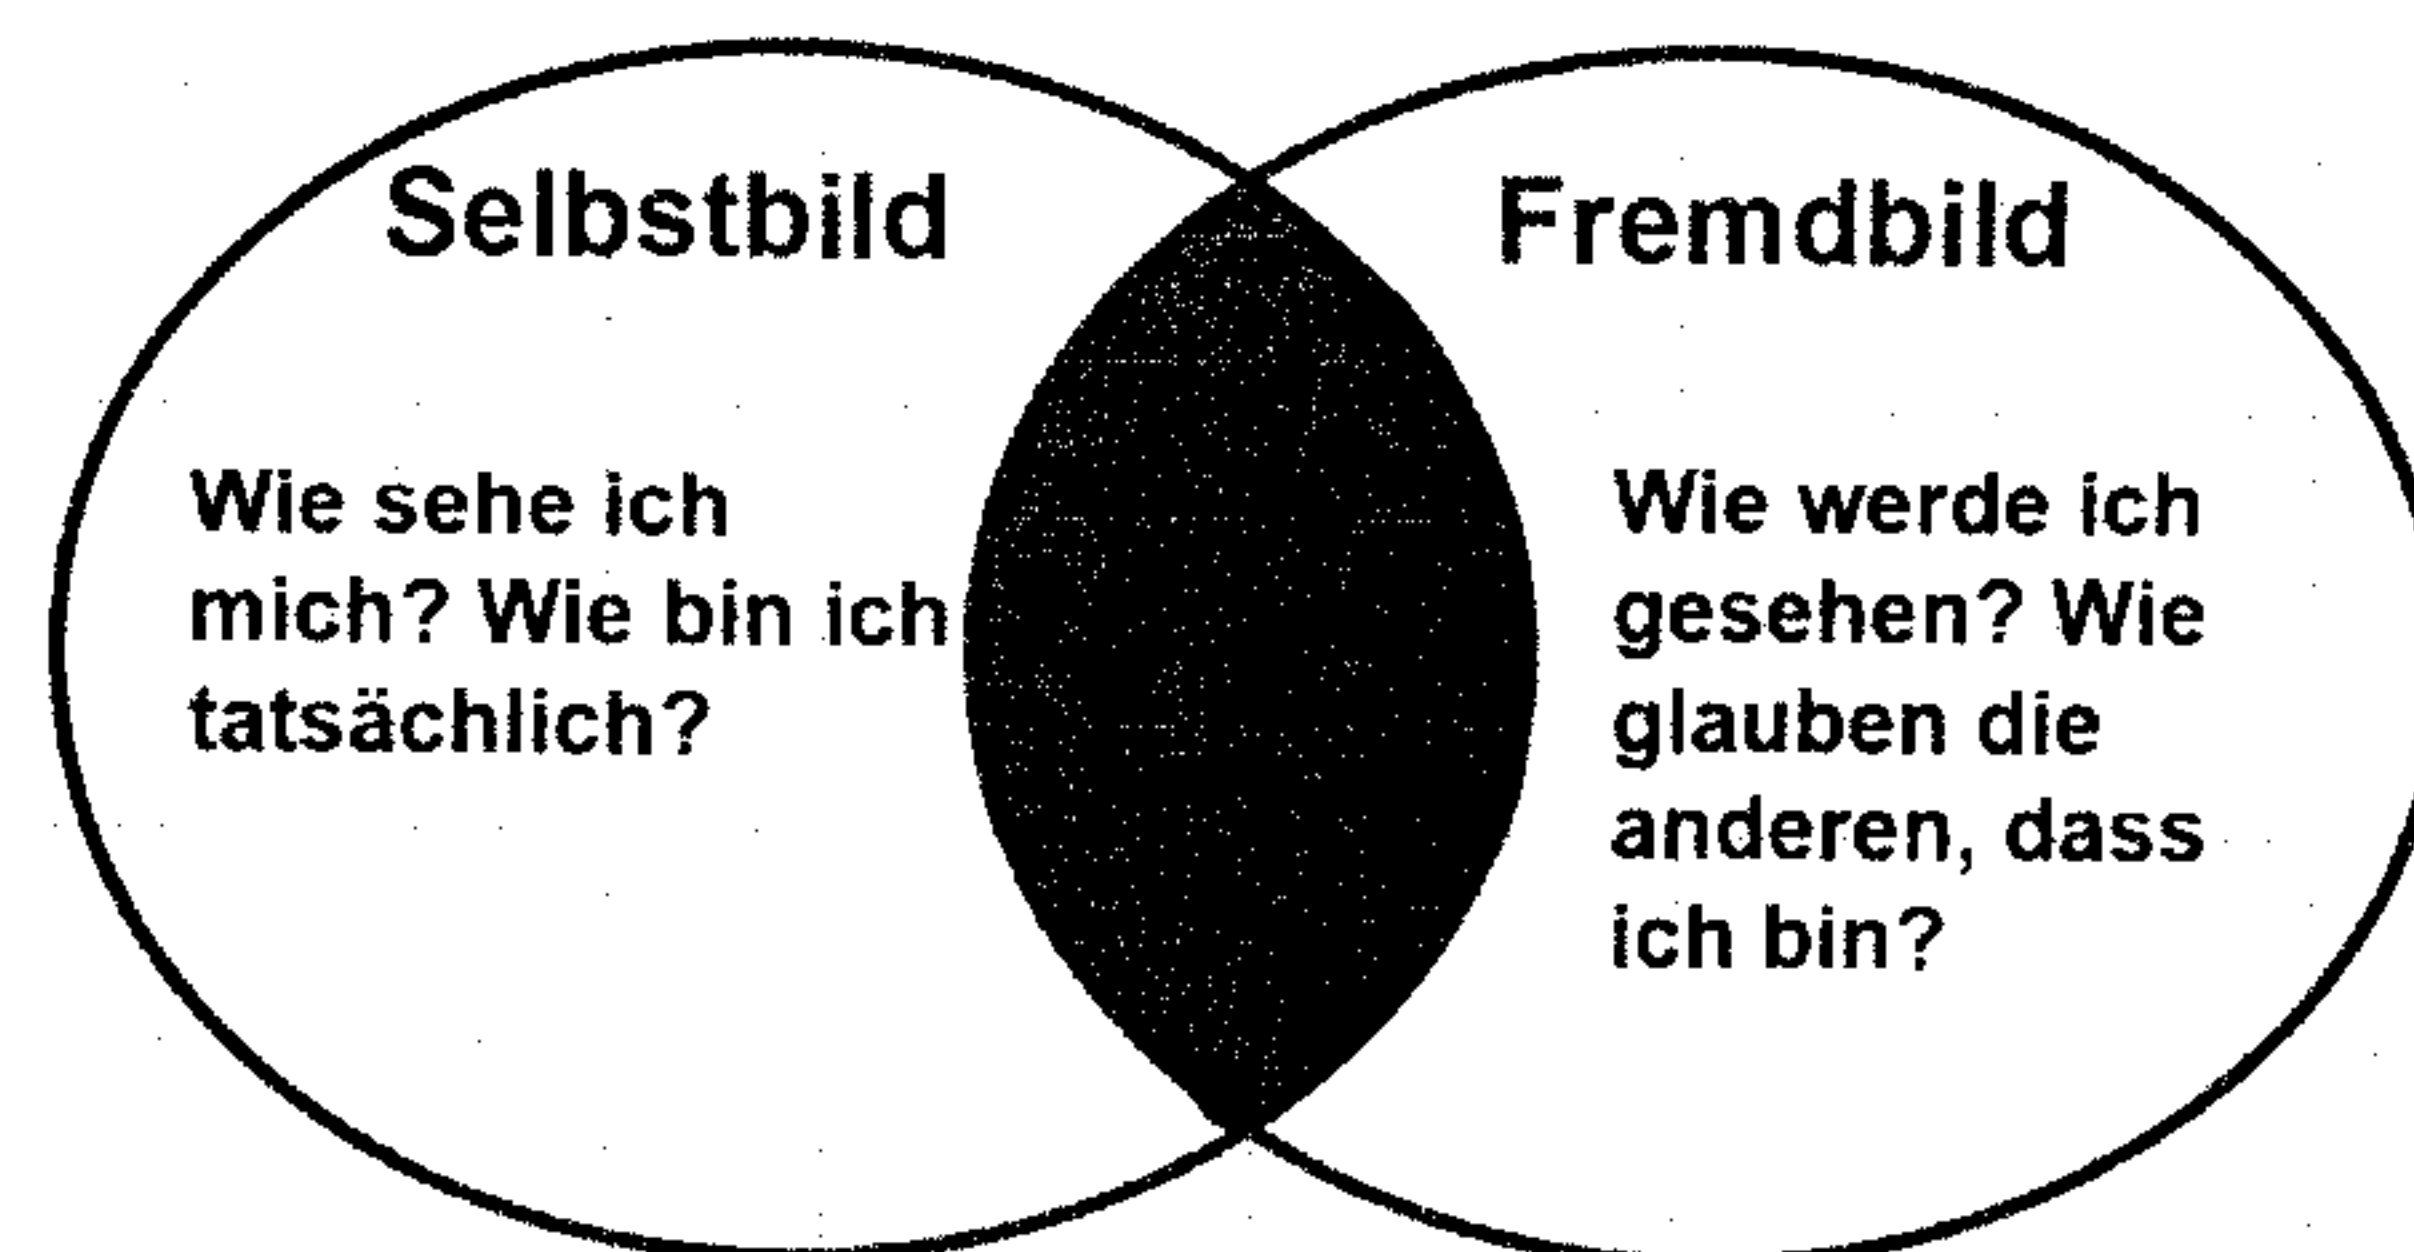 Selbstbild
Wie sehe ich
mich? Wie bin ich
tatsächlich?
Fremdbild
Wie werde ich
gesehen? Wie
glauben die
anderen, dass
ich bin?